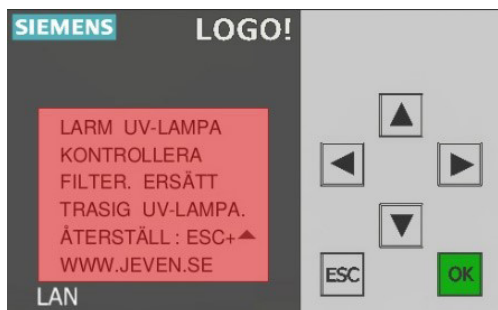 SIEMENS LOGO!
LARM UV-LAMPA
KONTROLLERA
FILTER. ERSÄTT
TRASIG UV-LAMPA.
ÅTERSTÄLL : ESC+▲
WWW.JEVEN.SE
LAN
ESC OK